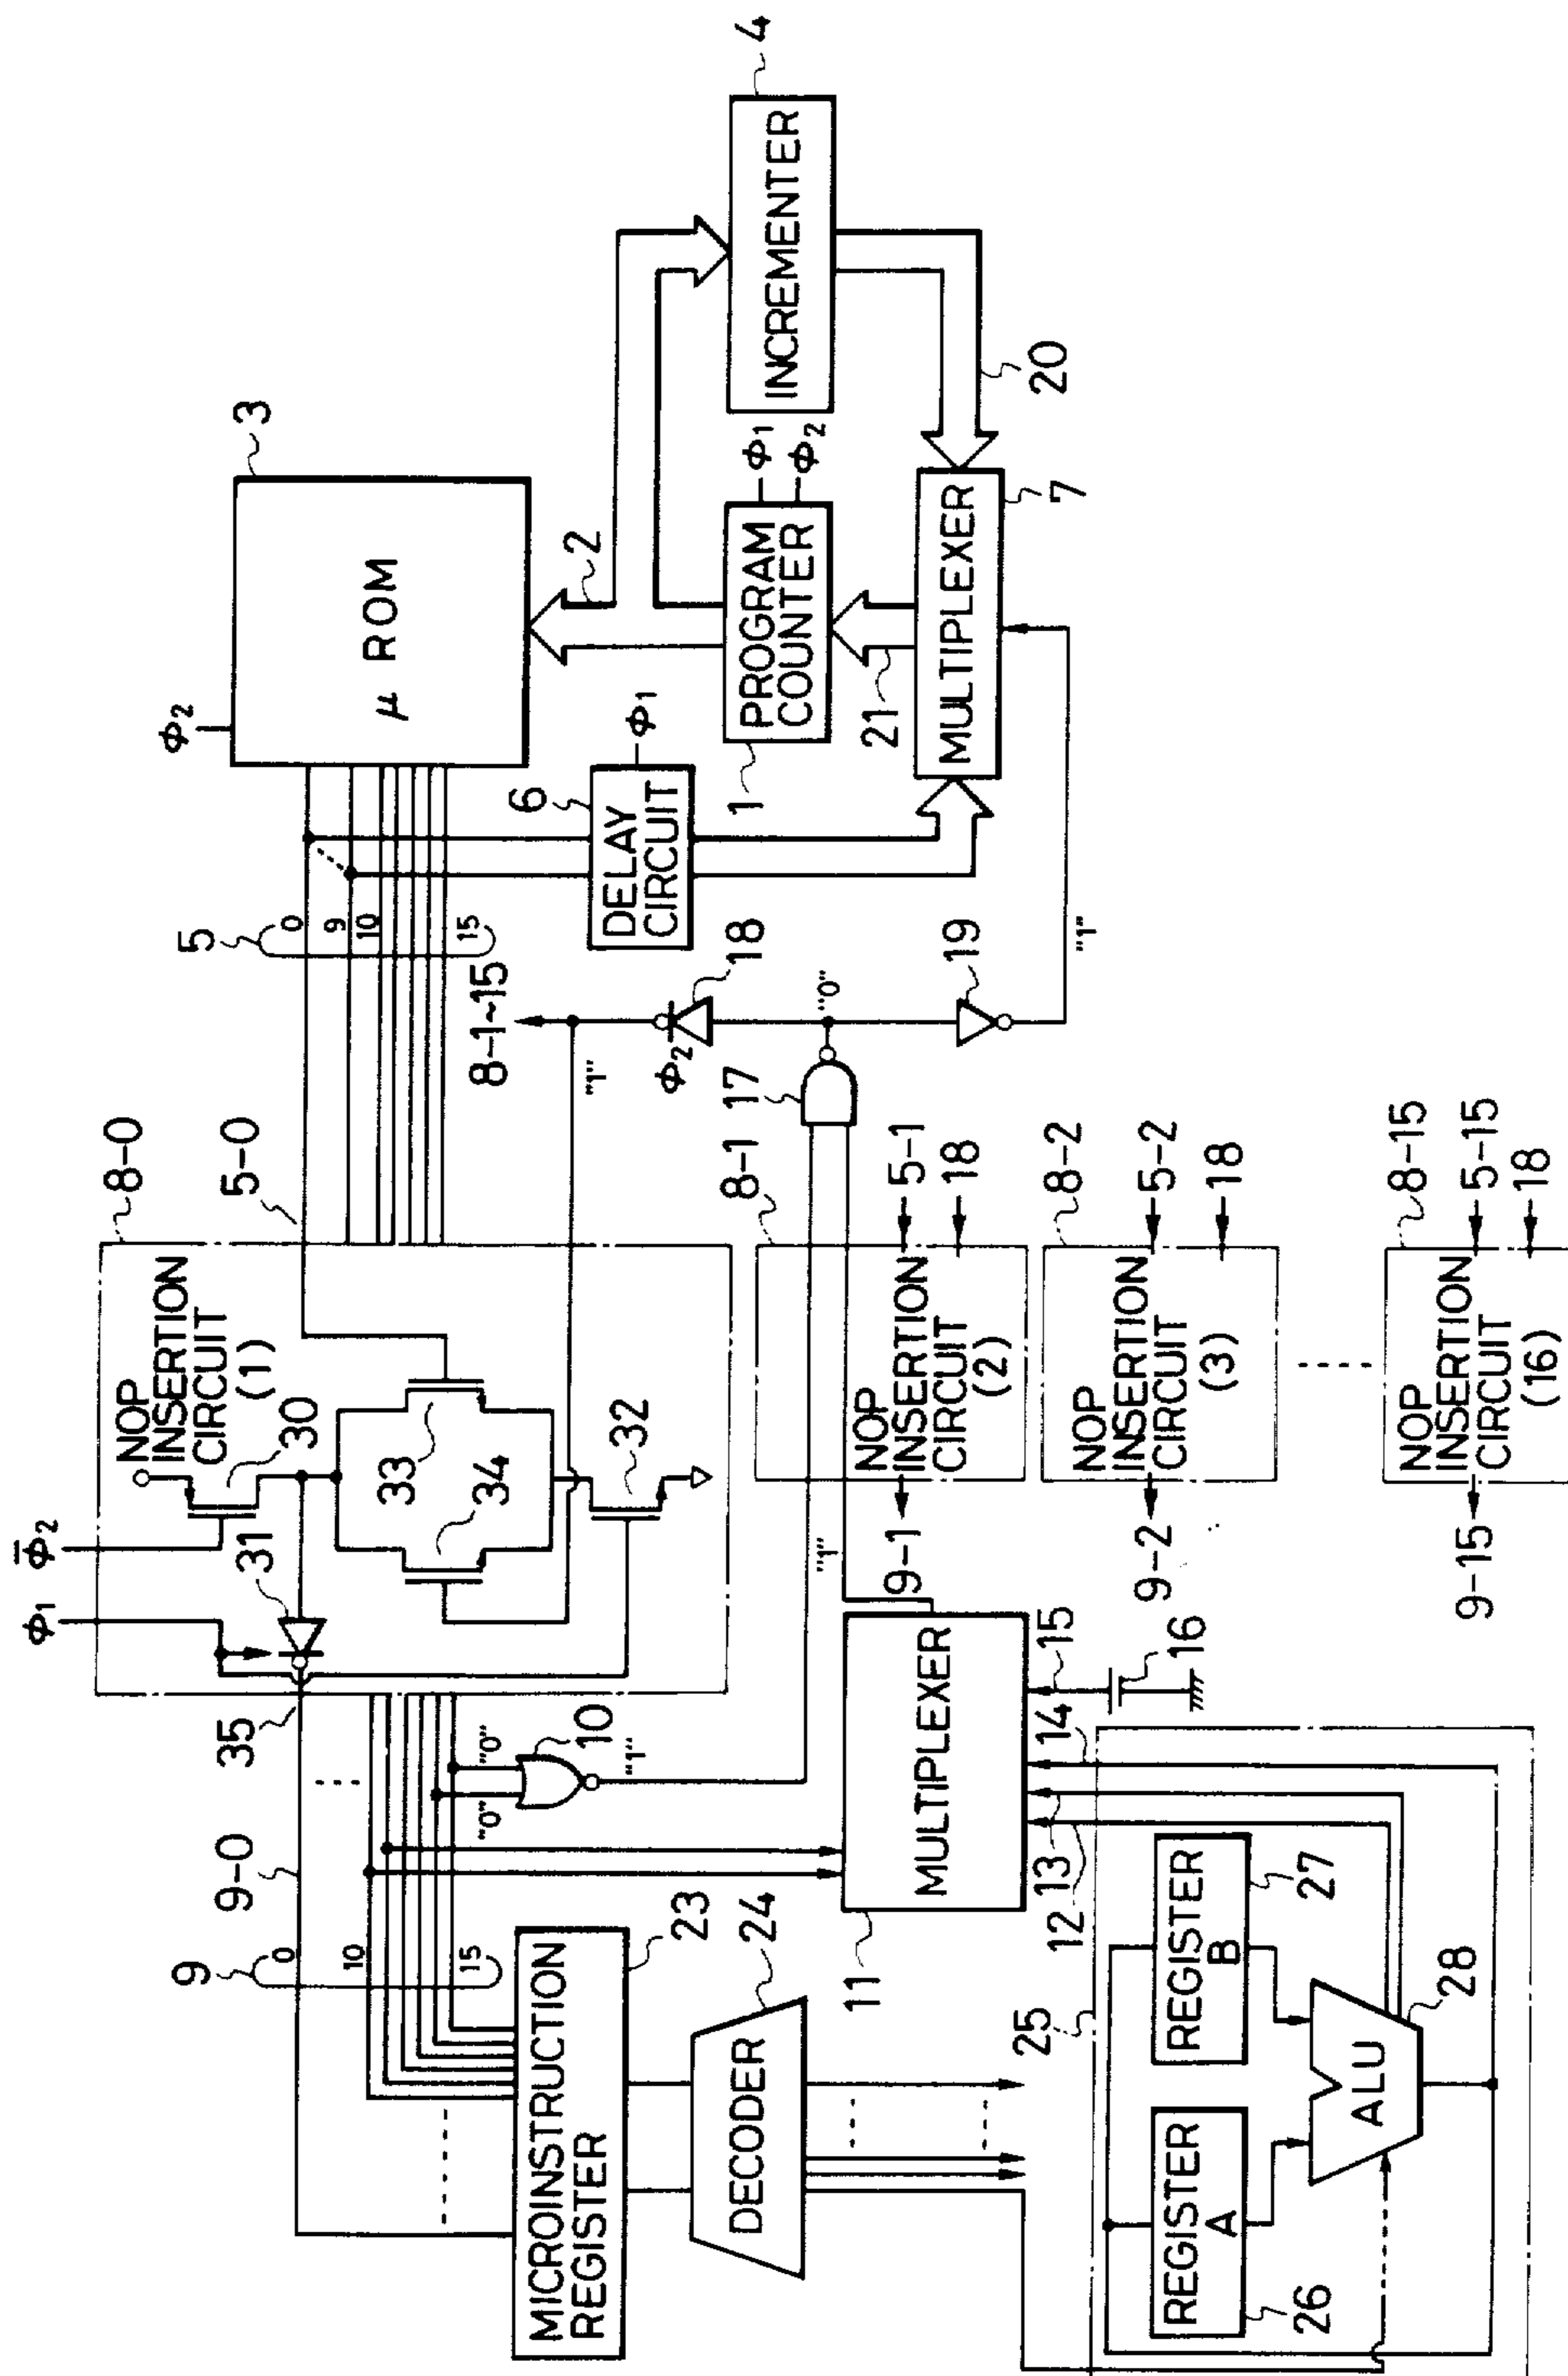 4
INCREMENTER
20
3
Φ2
μ ROM
2
Φ1
Φ2
PROGRAM
COUNTER
1
21
MULTIPLEXER
7
Φ1
6
DELAY
CIRCUIT
5
0
9
10
15
8-1~15
"1"
Φ2
18
"0"
19
"1"
17
8-0
5-0
NOP
INSERTION
CIRCUIT
(1)
30
Φ̅2
Φ1
31
33
34
32
35
8-1
5-1
18
NOP
INSERTION
CIRCUIT
(2)
9-1
8-2
5-2
18
NOP
INSERTION
CIRCUIT
(3)
9-2
8-15
5-15
18
NOP
INSERTION
CIRCUIT
(16)
9-15
"1"
"0"
"0"
10
"1"
9-0
9
0
10
15
MULTIPLEXER
11
15
16
14
13
12
MICROINSTRUCTION
REGISTER
23
DECODER
24
25
REGISTER
B
27
REGISTER
A
26
ALU
28